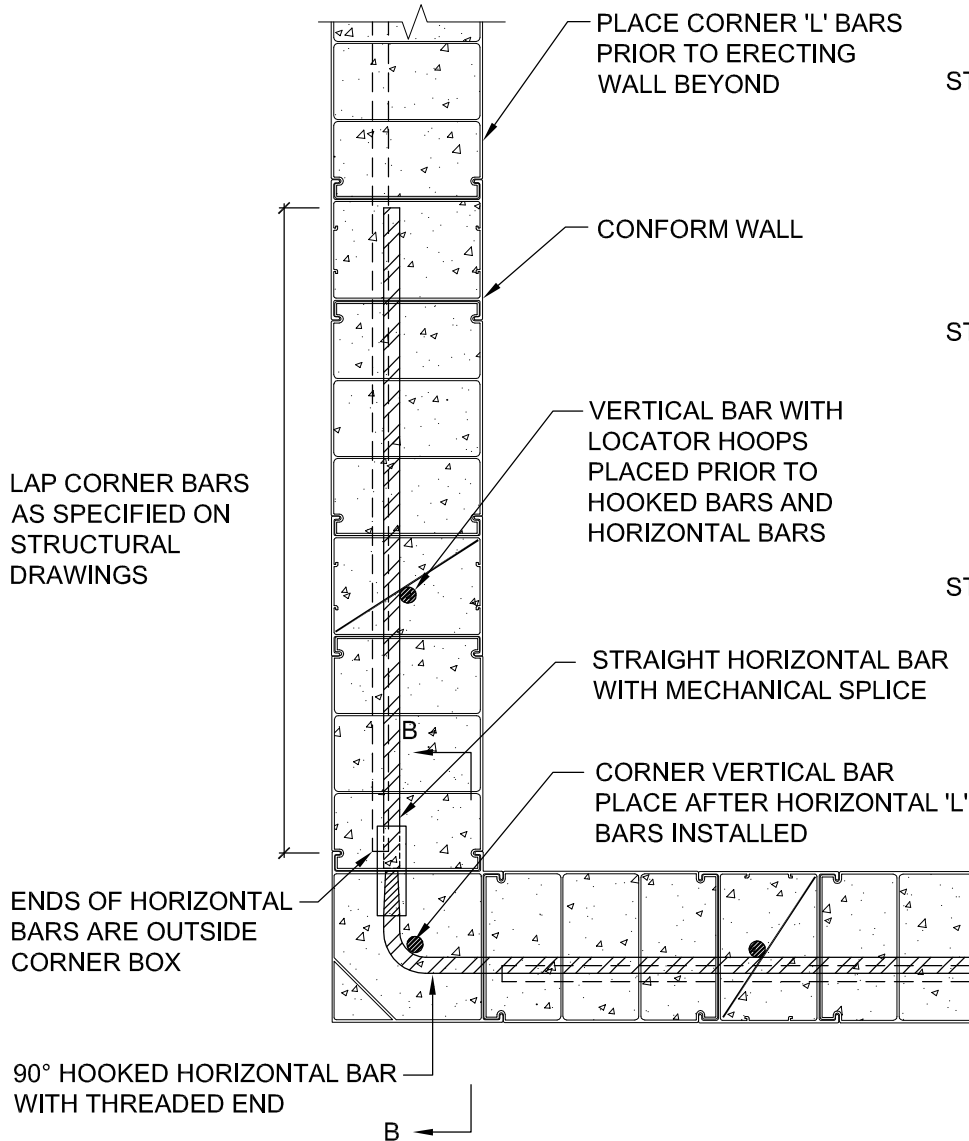 PLACE CORNER 'L' BARS
PRIOR TO ERECTING
WALL BEYOND
ST
CONFORM WALL
ST
VERTICAL BAR WITH
LOCATOR HOOPS
PLACED PRIOR TO
HOOKED BARS AND
HORIZONTAL BARS
LAP CORNER BARS
AS SPECIFIED ON
STRUCTURAL
DRAWINGS
ST
STRAIGHT HORIZONTAL BAR
WITH MECHANICAL SPLICE
B
CORNER VERTICAL BAR
PLACE AFTER HORIZONTAL 'L'
BARS INSTALLED
ENDS OF HORIZONTAL
BARS ARE OUTSIDE
CORNER BOX
90° HOOKED HORIZONTAL BAR
WITH THREADED END
B